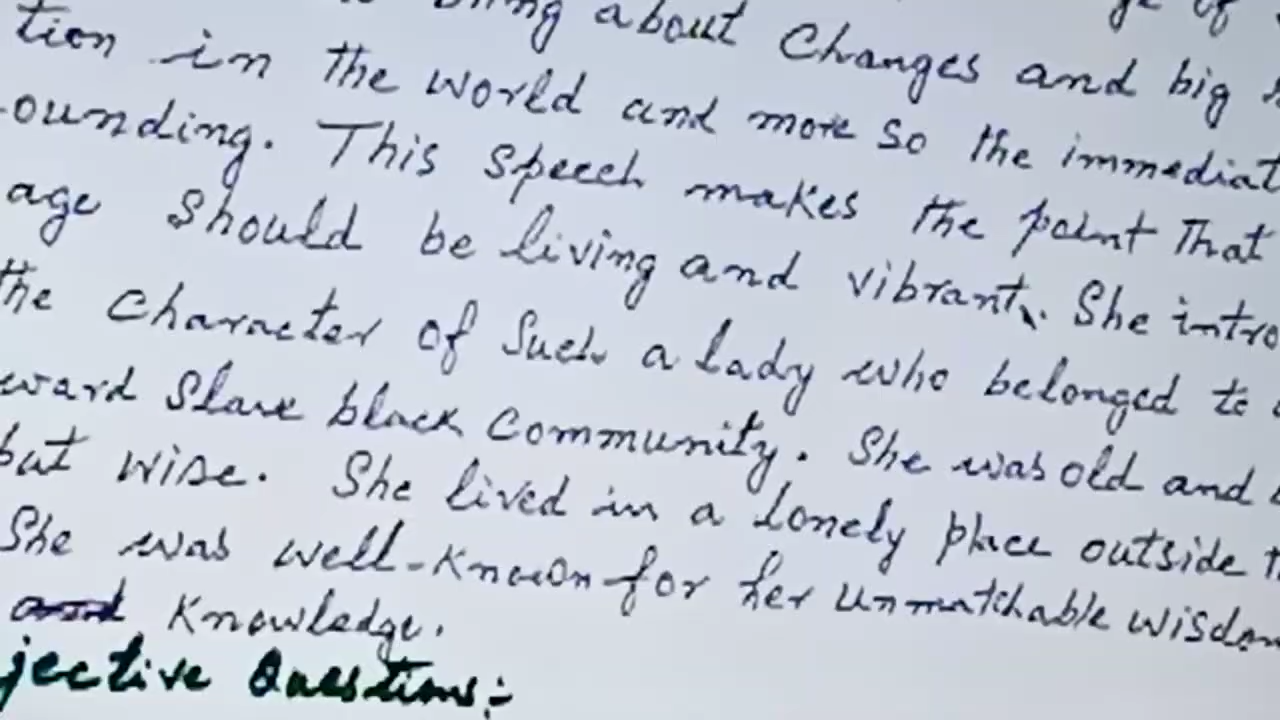 bring about Changes and big
tion in the world and more so the immediat
ounding. This speech makes the point That
age should be living and vibrant. She intro
the Character of Such a lady who belonged to
ward Slave black Community. She was old and
but wise. She lived in a lonely place outside
She was well-known for her unmatchable wisdom
and Knowledge.
jective Questions:-